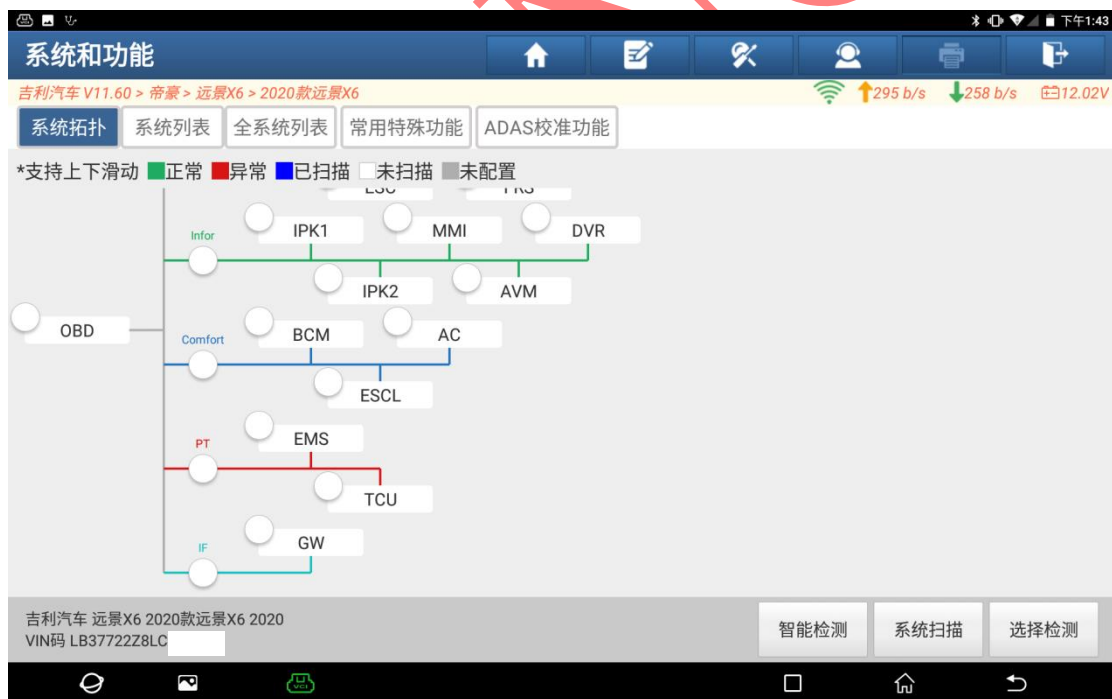 下午1:43
系统和功能
吉利汽车 V11.60 > 帝豪 > 远景X6 > 2020款远景X6
295 b/s 258 b/s 12.02V
系统拓扑 系统列表 全系统列表 常用特殊功能 ADAS校准功能
*支持上下滑动 正常 异常 已扫描 未扫描 未配置
ESC FRS
Infor IPK1 MMI DVR
IPK2 AVM
OBD
Comfort BCM AC
ESCL
PT EMS
TCU
IF GW
吉利汽车 远景X6 2020款远景X6 2020
VIN码 LB37722Z8LC
智能检测 系统扫描 选择检测
VCI